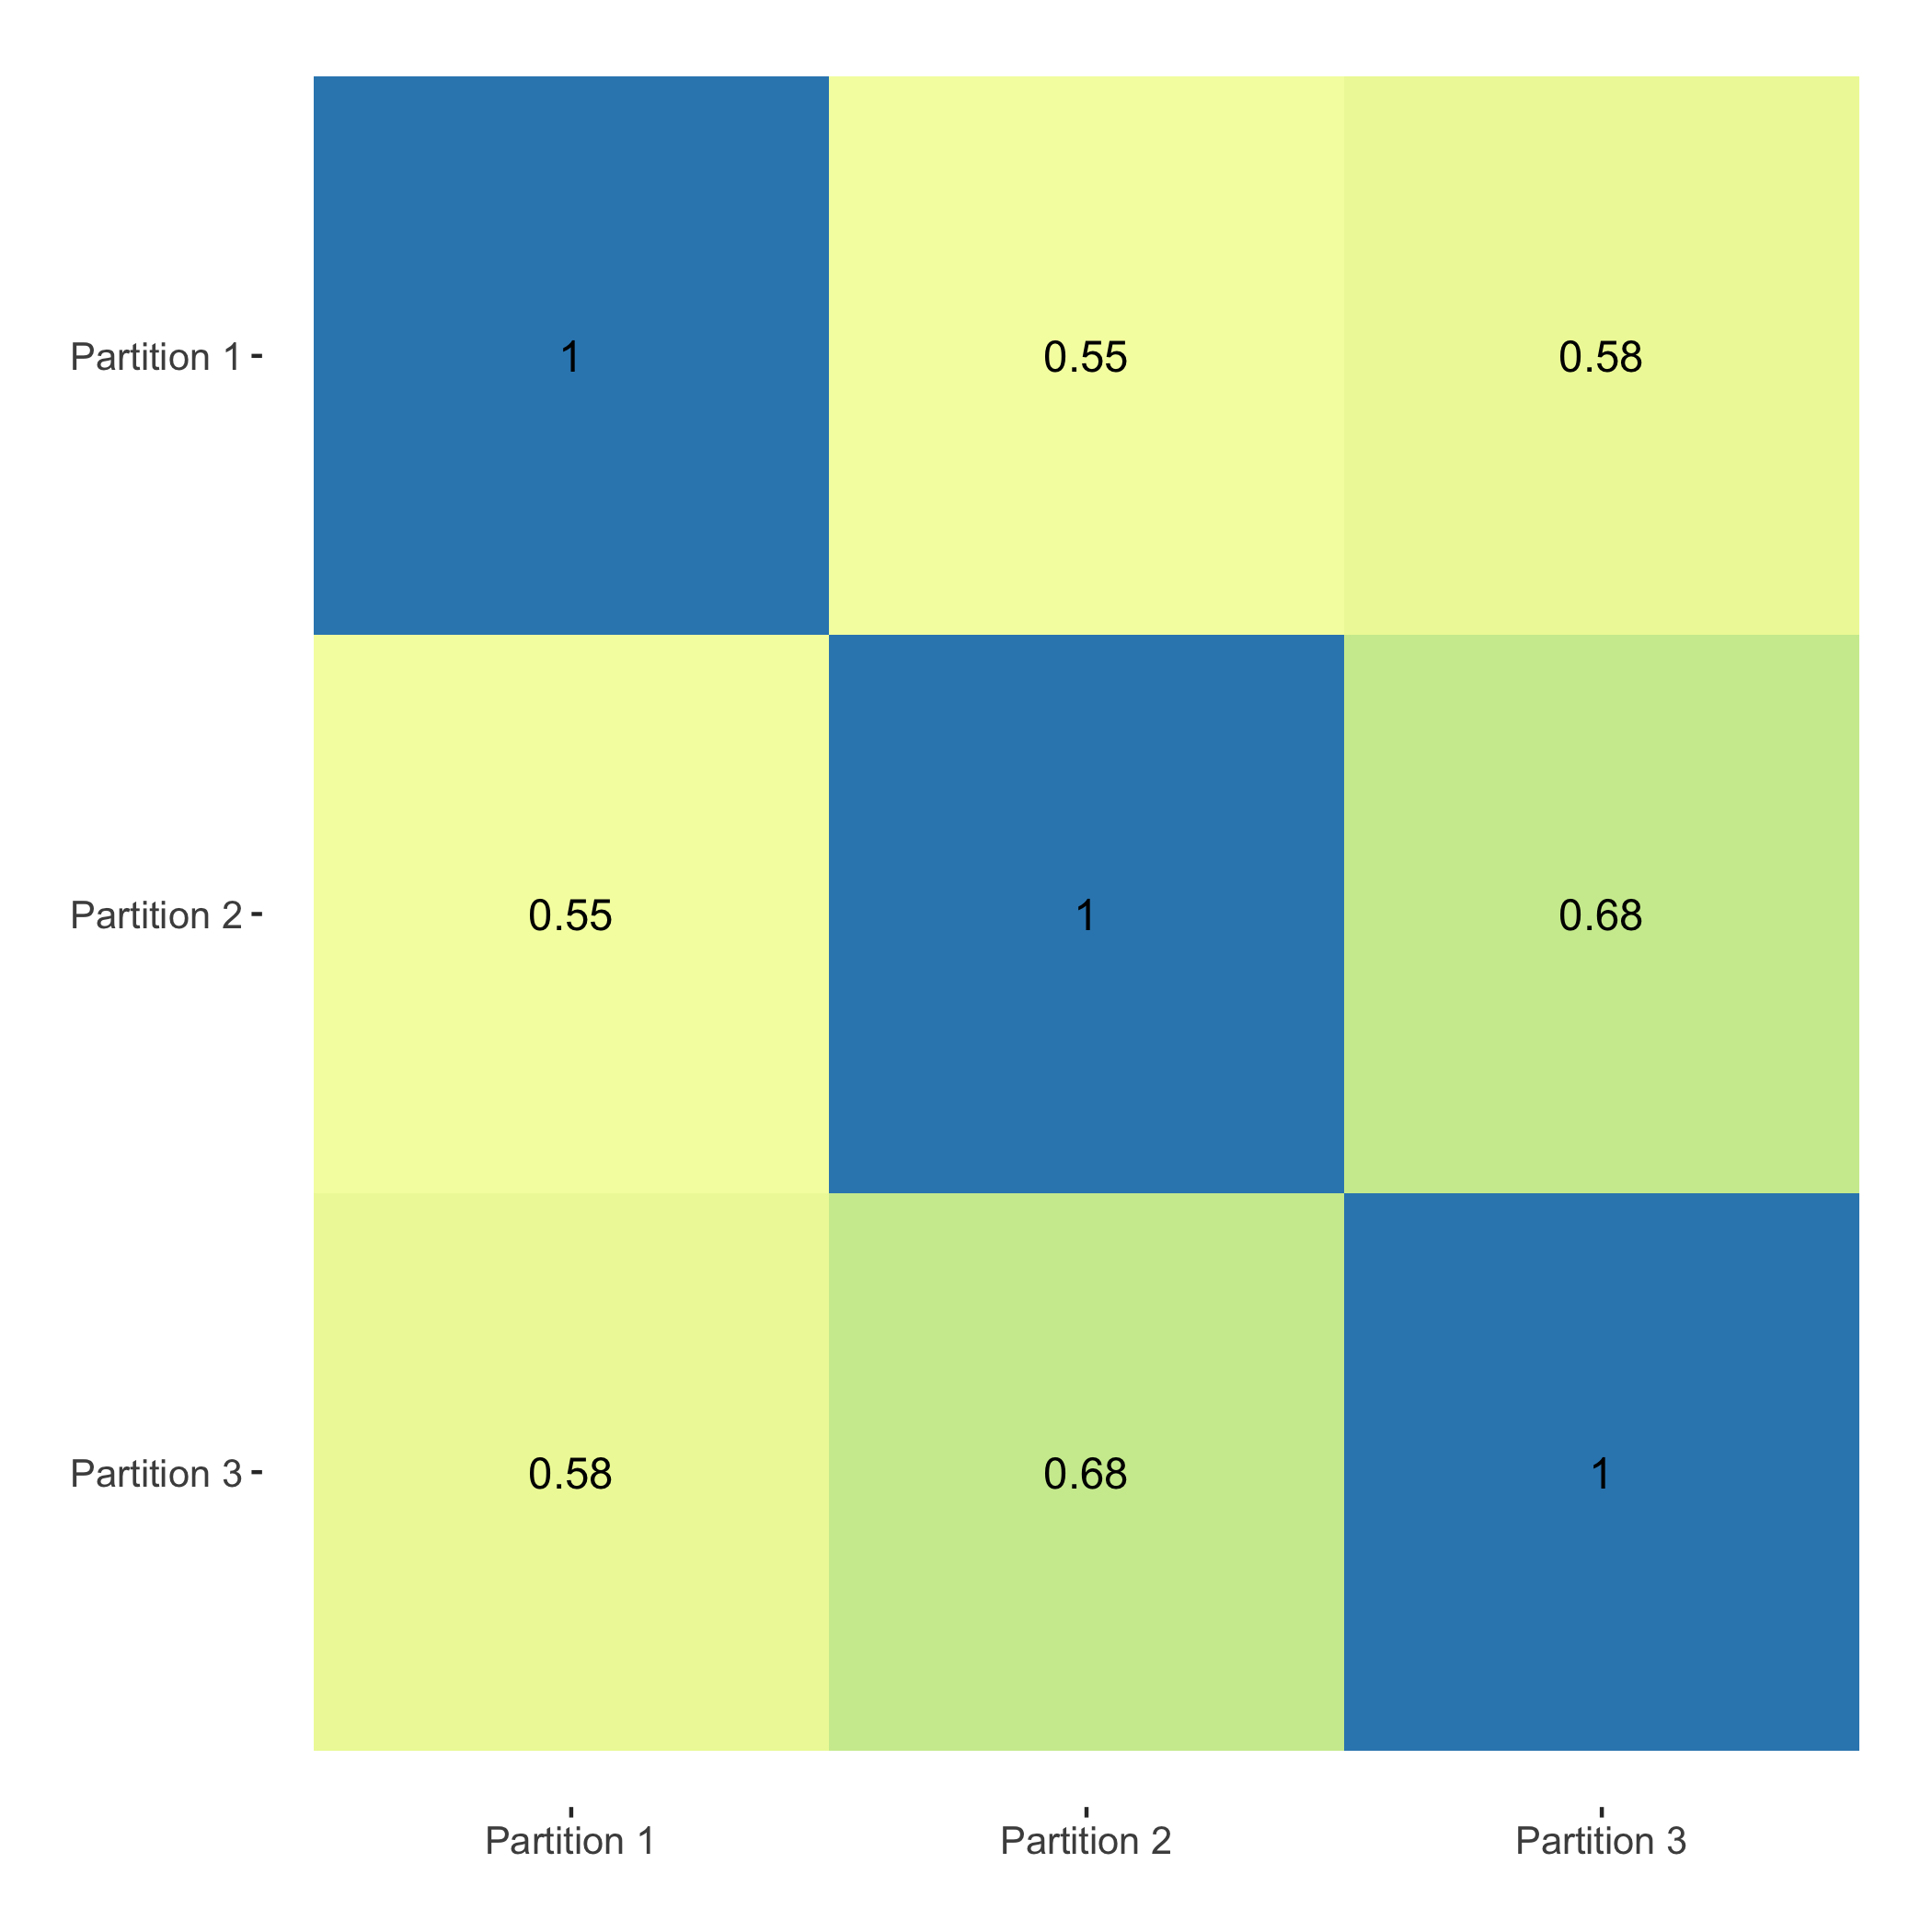 Partition 1 1 0.55 0.58
Partition 2 0.55 1 0.68
Partition 3 0.58 0.68 1
Partition 1 Partition 2 Partition 3